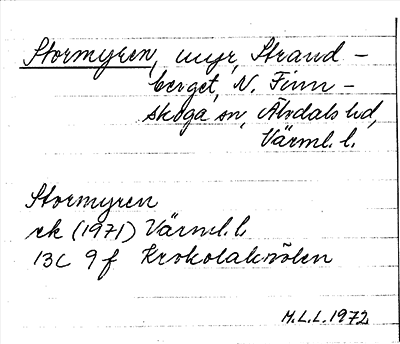 Stormyren, myr, Strand-
berget, N. Finn-
skoga sn, Älvdals hd,
Värml. l.
Stormyren
ek (1971) Värml. l.
13C 9f Krokolakvålen
M.L.L. 1972